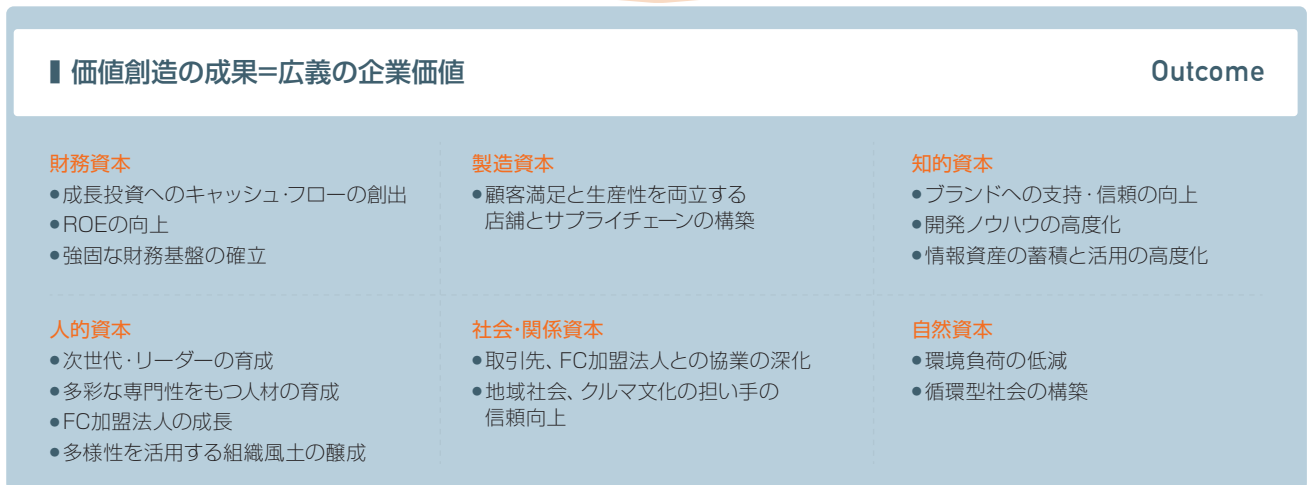 価値創造の成果=広義の企業価値
Outcome
財務資本
●成長投資へのキャッシュ・フローの創出
●ROEの向上
●強固な財務基盤の確立
製造資本
●顧客満足と生産性を両立する
店舗とサプライチェーンの構築
知的資本
●ブランドへの支持・信頼の向上
●開発ノウハウの高度化
●情報資産の蓄積と活用の高度化
人的資本
●次世代・リーダーの育成
●多彩な専門性をもつ人材の育成
●FC加盟法人の成長
●多様性を活用する組織風土の醸成
社会・関係資本
●取引先、FC加盟法人との協業の深化
●地域社会、クルマ文化の担い手の
信頼向上
自然資本
●環境負荷の低減
●循環型社会の構築